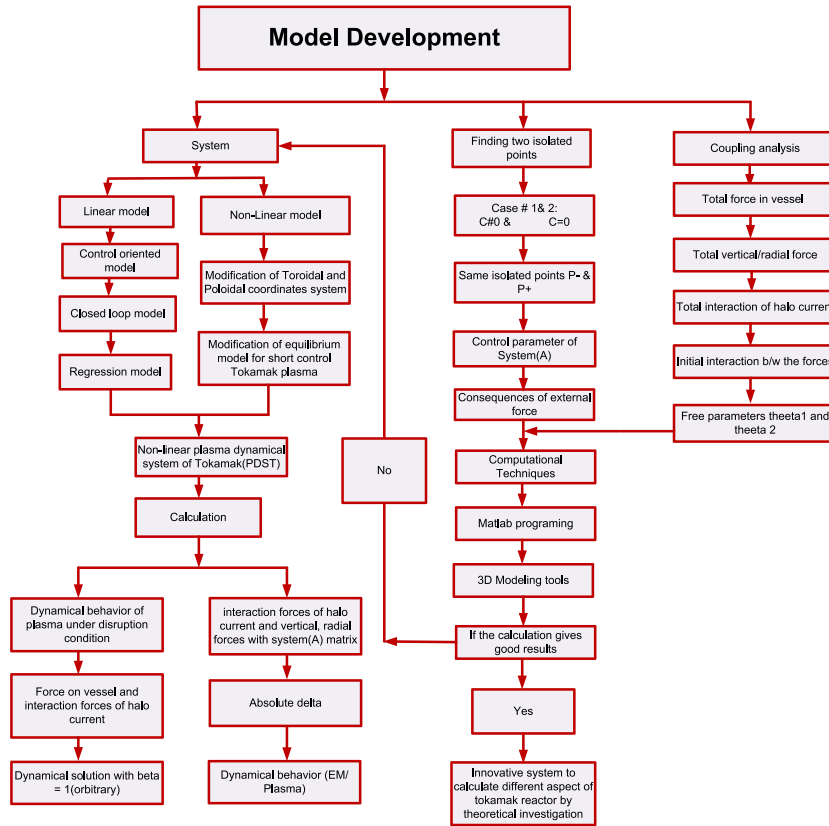 Model Development
System
Linear model
Control oriented
model
Closed loop model
Regression model
Non-Linear model
Modification of Toroidal and
Poloidal coordinates system
Modification of equilibrium
model for short control
Tokamak plasma
Non-linear plasma dynamical
system of Tokamak(PDST)
Calculation
Dynamical behavior of
plasma under disruption
condition
Force on vessel and
interaction forces of halo
current
Dynamical solution with beta
= 1(orbitrary)
interaction forces of halo
current and vertical, radial
forces with system(A) matrix
Absolute delta
Dynamical behavior (EM/
Plasma)
No
Finding two isolated
points
Case # 1& 2:
C#0 & C=0
Same isolated points P- &
P+
Control parameter of
System(A)
Consequences of external
force
Computational
Techniques
Matlab programing
3D Modeling tools
If the calculation gives
good results
Yes
Innovative system to
calculate different aspect of
tokamak reactor by
theoretical investigation
Coupling analysis
Total force in vessel
Total vertical/radial force
Total interaction of halo current
Initial interaction b/w the forces
Free parameters theeta1 and
theeta 2